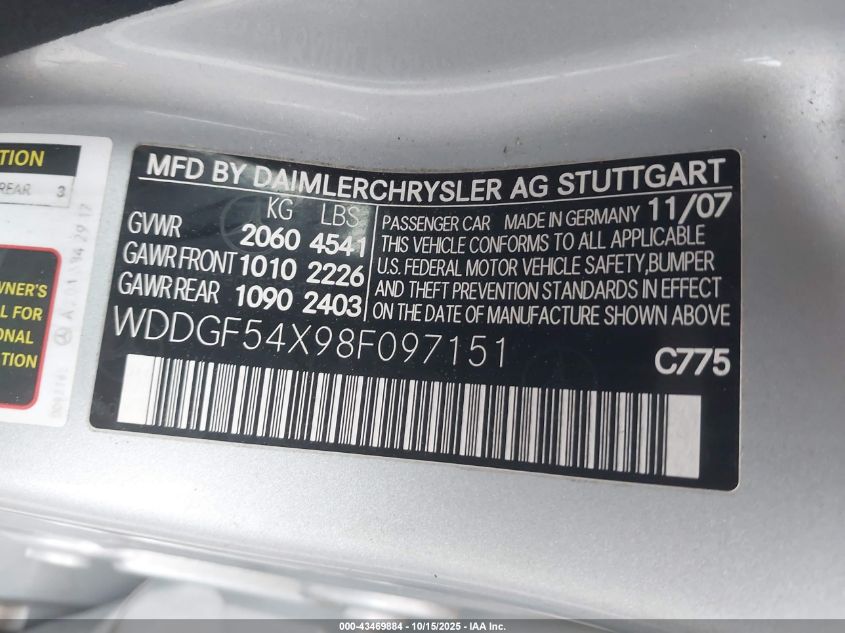 TION
REAR 3
WNER'S
L FOR
ONAL
TION
MFD BY DAIMLERCHRYSLER AG STUTTGART
KG LBS
GVWR 2060 4541
GAWR FRONT 1010 2226
GAWR REAR 1090 2403
PASSENGER CAR MADE IN GERMANY 11/07
THIS VEHICLE CONFORMS TO ALL APPLICABLE
U.S. FEDERAL MOTOR VEHICLE SAFETY,BUMPER
AND THEFT PREVENTION STANDARDS IN EFFECT
ON THE DATE OF MANUFACTURE SHOWN ABOVE
WDDGF54X98F097151
C775
000-43469884 - 10/15/2025 - IAA Inc.